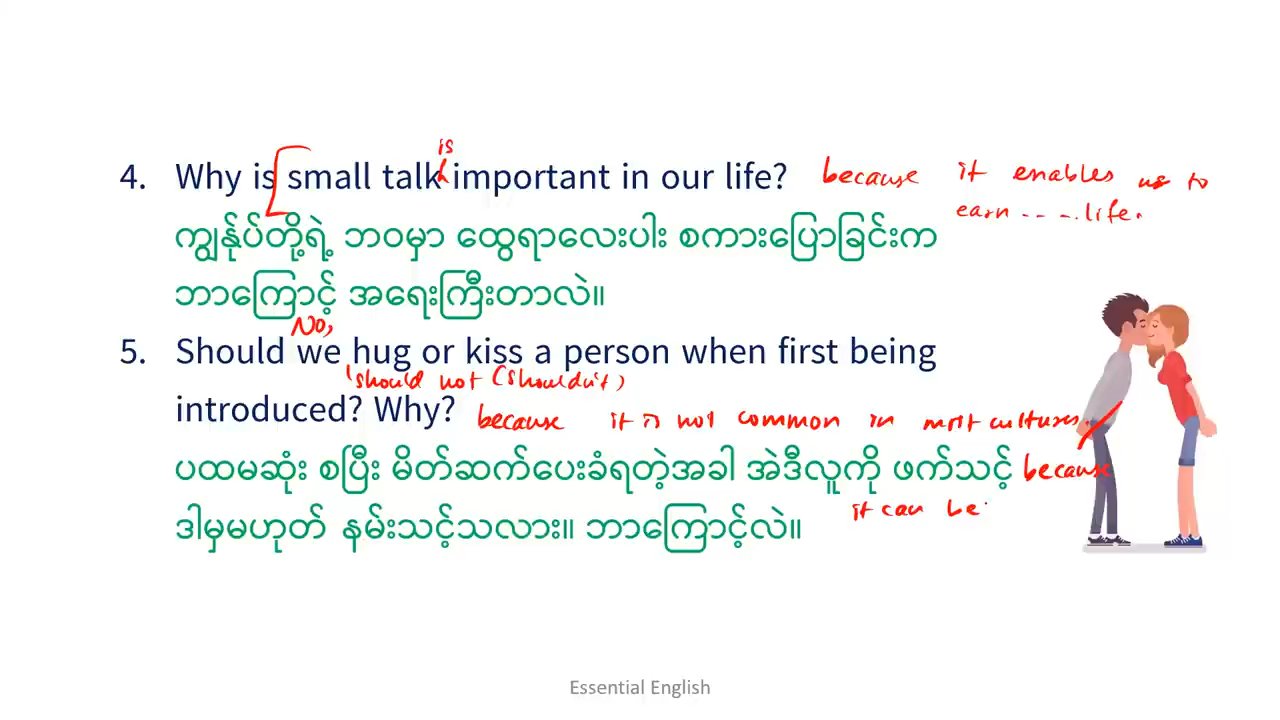 is
4. Why is small talk important in our life? because it enables us to
earn ... life.
ကျွန်ုပ်တို့ရဲ့ ဘဝမှာ ထွေရာလေးပါး စကားပြောခြင်းက
ဘာကြောင့် အရေးကြီးတာလဲ။
No,
5. Should we hug or kiss a person when first being
should not (shouldn't)
introduced? Why? because it is not common in most cultures.
ပထမဆုံး စပြီး မိတ်ဆက်ပေးခံရတဲ့အခါ အဲဒီလူကို ဖက်သင့် because
ဒါမှမဟုတ် နမ်းသင့်သလား။ ဘာကြောင့်လဲ။ it can be
Essential English